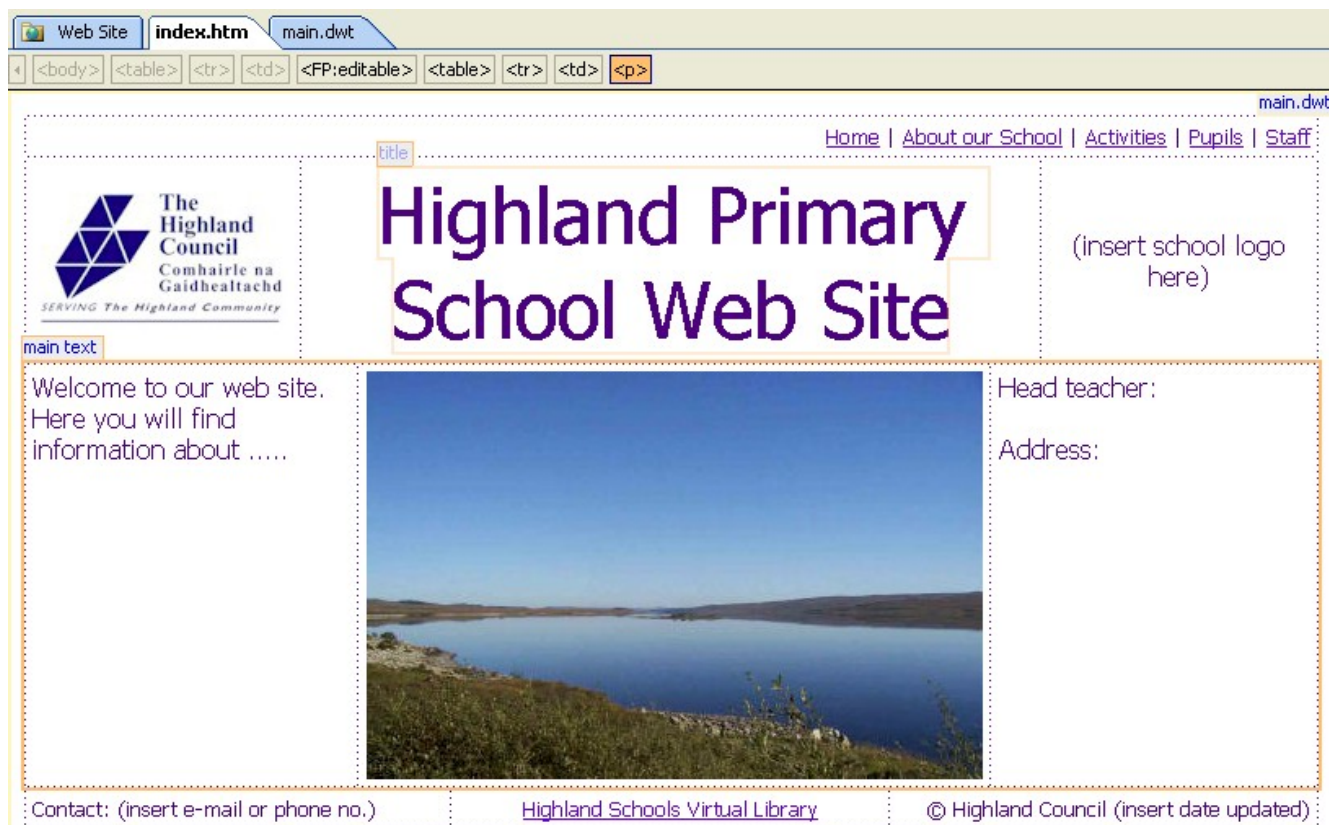 Web Site index.htm main.dwt
<body> <table> <tr> <td> <FP:editable> <table> <tr> <td> <p>
main.dwt
Home | About our School | Activities | Pupils | Staff
title
The
Highland
Council
Comhairle na
Gaidhealtachd
SERVING The Highland Community
Highland Primary
School Web Site
(insert school logo
here)
main text
Welcome to our web site.
Here you will find
information about .....
Head teacher:
Address:
Contact: (insert e-mail or phone no.) Highland Schools Virtual Library © Highland Council (insert date updated)